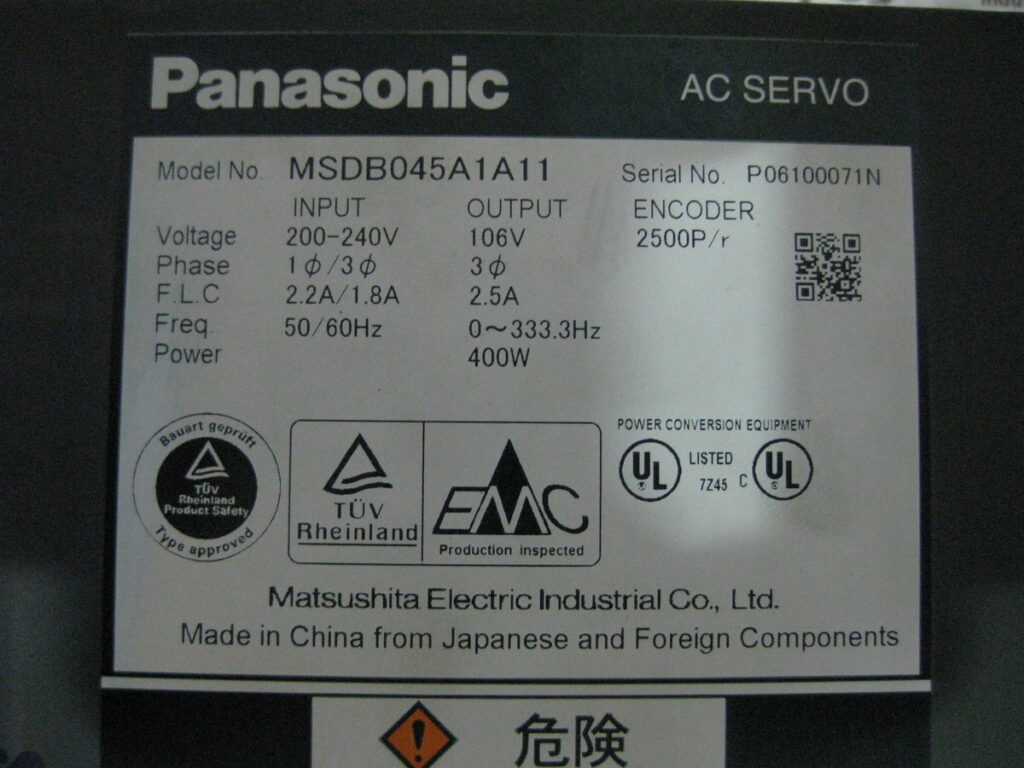 Panasonic AC SERVO
Model No. MSDB045A1A11 Serial No. P06100071N
INPUT OUTPUT ENCODER
Voltage 200-240V 106V 2500P/r
Phase 1φ/3φ 3φ
F.L.C 2.2A/1.8A 2.5A
Freq. 50/60Hz 0～333.3Hz
Power 400W
Bauart geprüft
TÜV
Rheinland
Product Safety
Type approved
TÜV
Rheinland
EMC
Production inspected
POWER CONVERSION EQUIPMENT
UL LISTED C UL
7Z45
Matsushita Electric Industrial Co., Ltd.
Made in China from Japanese and Foreign Components
危険